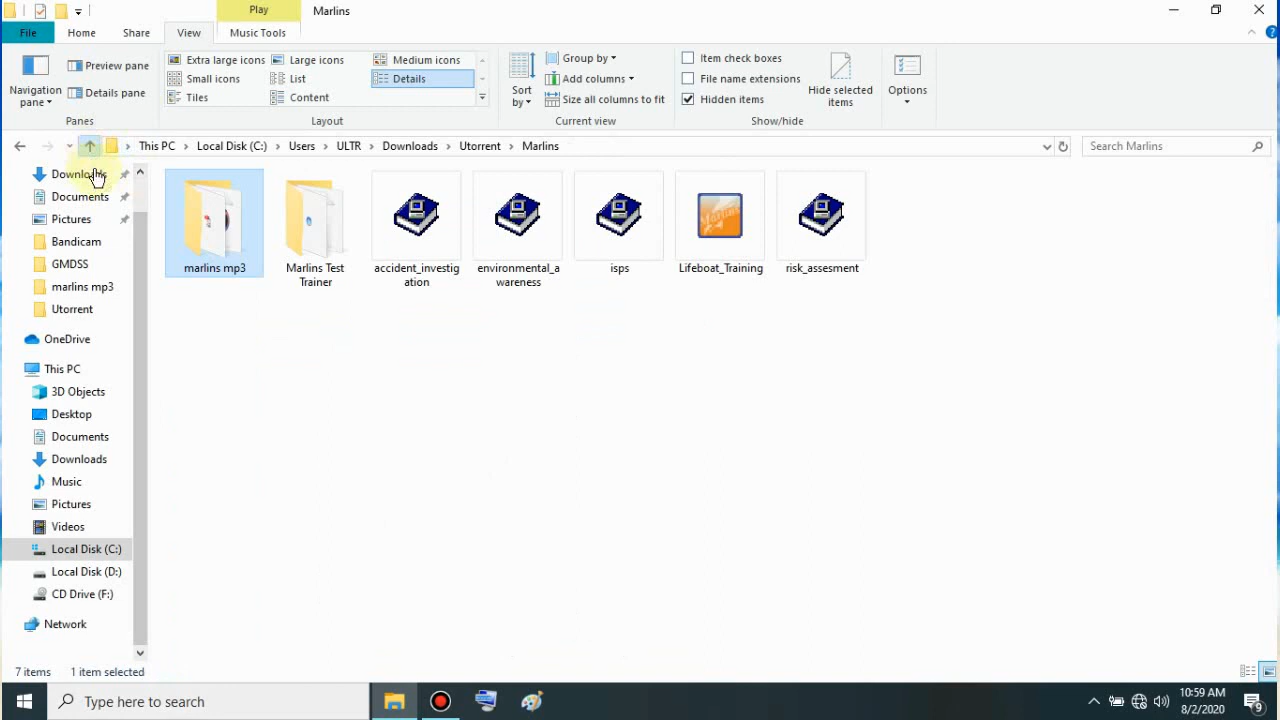 Play
Marlins
File
Home
Share
View
Music Tools
Navigation pane
Preview pane
Details pane
Panes
Extra large icons
Large icons
Medium icons
Small icons
List
Details
Tiles
Content
Layout
Sort by
Group by
Add columns
Size all columns to fit
Current view
Item check boxes
File name extensions
Hidden items
Hide selected items
Show/hide
Options
This PC
Local Disk (C:)
Users
ULTR
Downloads
Utorrent
Marlins
Search Marlins
Downloads
Documents
Pictures
Bandicam
GMDSS
marlins mp3
Utorrent
OneDrive
This PC
3D Objects
Desktop
Documents
Downloads
Music
Pictures
Videos
Local Disk (C:)
Local Disk (D:)
CD Drive (F:)
Network
marlins mp3
Marlins Test
Trainer
accident_investig
ation
environmental_a
wareness
isps
Lifeboat_Training
risk_assesment
7 items
1 item selected
Type here to search
10:59 AM
8/2/2020
9